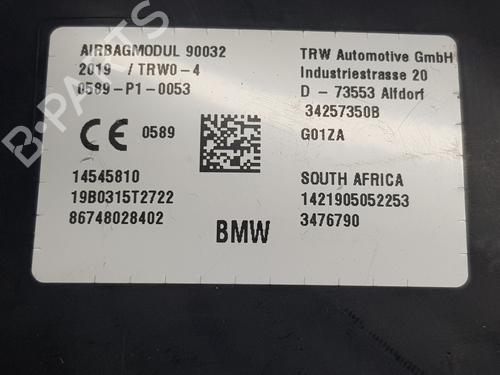 AIRBAGMODUL 90032
2019 / TRW0-4
0589-P1-0053
CE 0589
14545810
19B0315T2722
86748028402
TRW Automotive GmbH
Industriestrasse 20
D - 73553 Alfdorf
34257350B
G01ZA
SOUTH AFRICA
1421905052253
3476790
BMW
B-PARTS